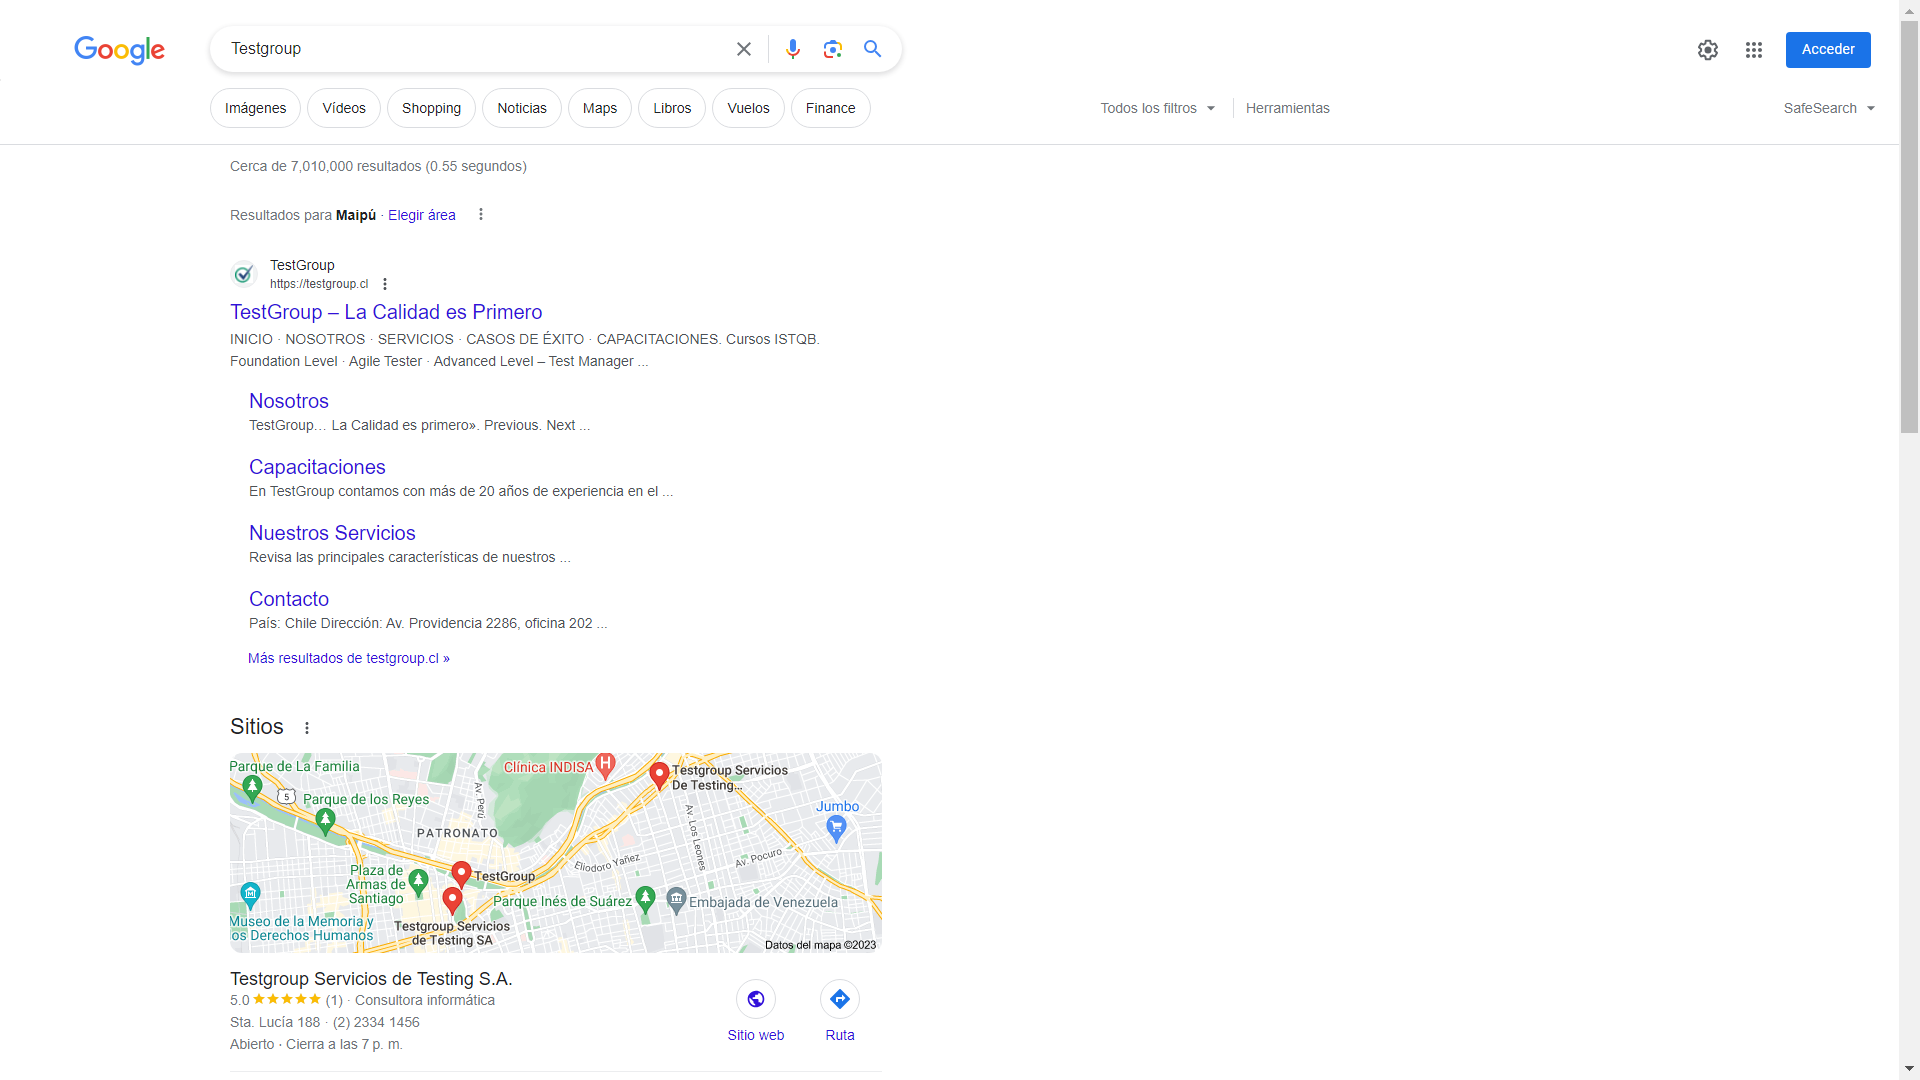 Google
Testgroup
Acceder
Imágenes
Vídeos
Shopping
Noticias
Maps
Libros
Vuelos
Finance
Todos los filtros
Herramientas
SafeSearch
Cerca de 7,010,000 resultados (0.55 segundos)
Resultados para Maipú · Elegir área
TestGroup
https://testgroup.cl
TestGroup – La Calidad es Primero
INICIO · NOSOTROS · SERVICIOS · CASOS DE ÉXITO · CAPACITACIONES. Cursos ISTQB.
Foundation Level · Agile Tester · Advanced Level – Test Manager ...
Nosotros
TestGroup… La Calidad es primero». Previous. Next ...
Capacitaciones
En TestGroup contamos con más de 20 años de experiencia en el ...
Nuestros Servicios
Revisa las principales características de nuestros ...
Contacto
País: Chile Dirección: Av. Providencia 2286, oficina 202 ...
Más resultados de testgroup.cl »
Sitios
Parque de La Familia
Clínica INDISA
H
Testgroup Servicios
De Testing...
5
Parque de los Reyes
Av. Perú
Jumbo
PATRONATO
Av. Los Leones
Eliodoro Yañez
Av. Pocuro
Plaza de
Armas de
Santiago
TestGroup
Parque Inés de Suárez
Embajada de Venezuela
Museo de la Memoria y
os Derechos Humanos
Testgroup Servicios
de Testing SA
Datos del mapa ©2023
Testgroup Servicios de Testing S.A.
5.0 ★★★★★ (1) · Consultora informática
Sta. Lucía 188 · (2) 2334 1456
Abierto · Cierra a las 7 p. m.
Sitio web
Ruta